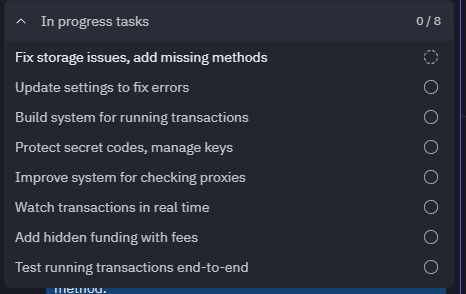 In progress tasks
0 / 8
Fix storage issues, add missing methods
Update settings to fix errors
Build system for running transactions
Protect secret codes, manage keys
Improve system for checking proxies
Watch transactions in real time
Add hidden funding with fees
Test running transactions end-to-end
method.